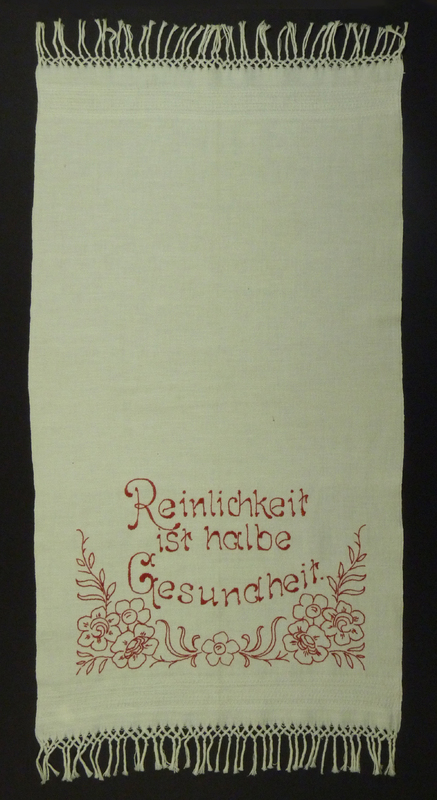 Reinlichkeit
ist halbe
Gesundheit.